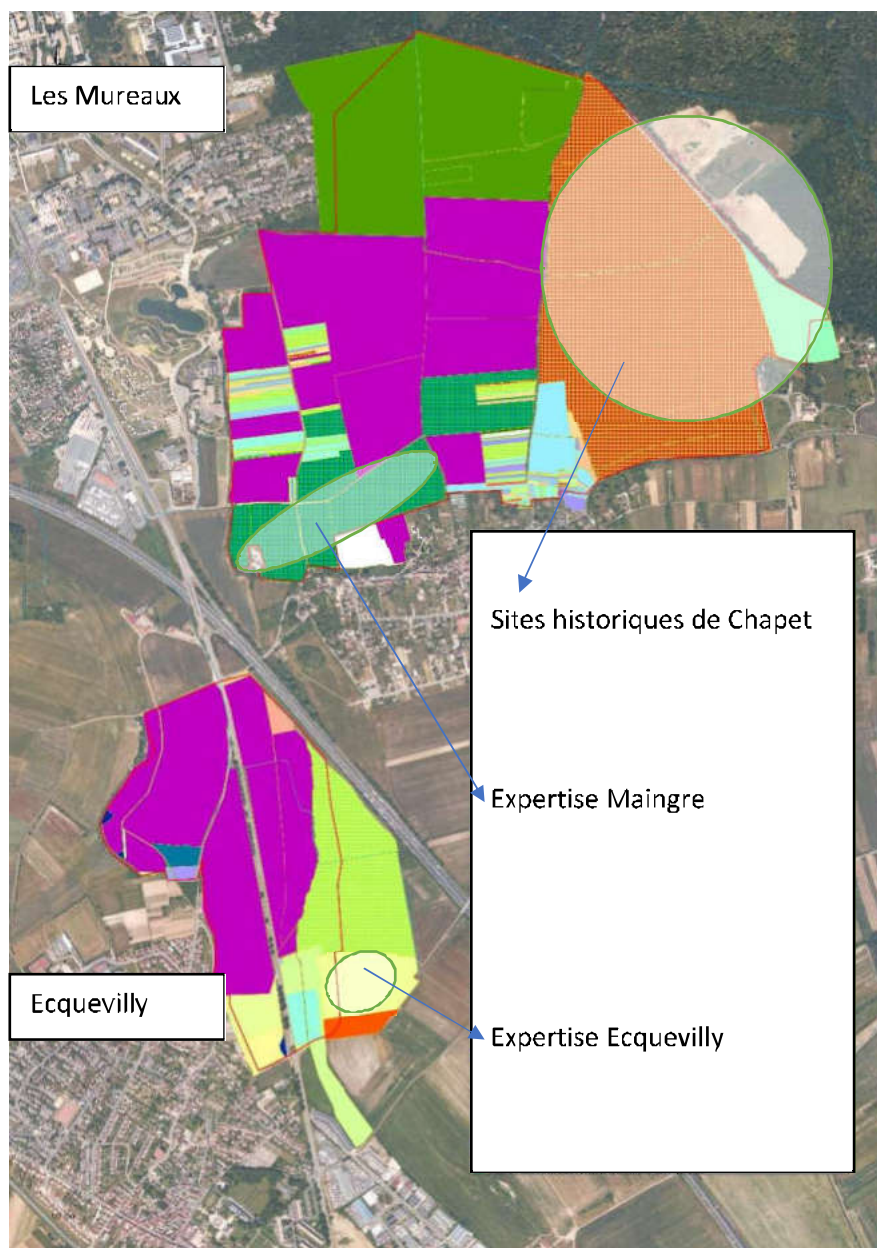 Les Mureaux
Sites historiques de Chapet
Expertise Maingre
Ecquevilly
Expertise Ecquevilly